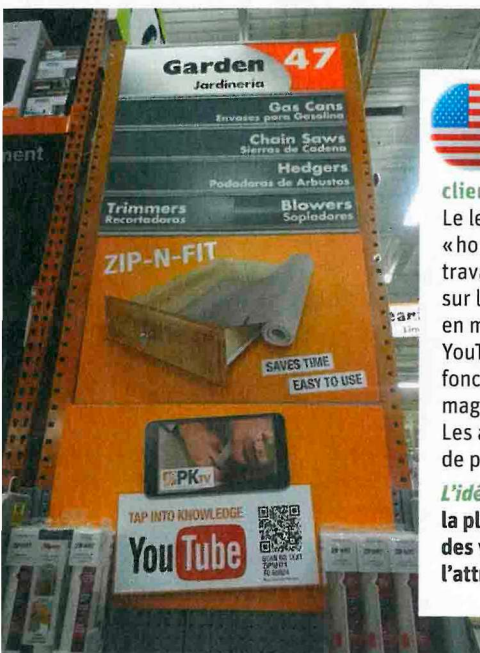 Garden 47
Jardinería
Gas Cans
Envases para Gasolina
Chain Saws
Sierras de Cadena
Hedgers
Podadoras de Arbustos
Trimmers
Recortadoras
Blowers
Sopladores
ZIP-N-FIT
SAVES TIME
EASY TO USE
PKTV
TAP INTO KNOWLEDGE
YouTube
ment
clien
Le le
«ho
trava
sur l
en m
YouT
fonc
mag
Les a
de p
L'idé
la pl
des v
l'attr